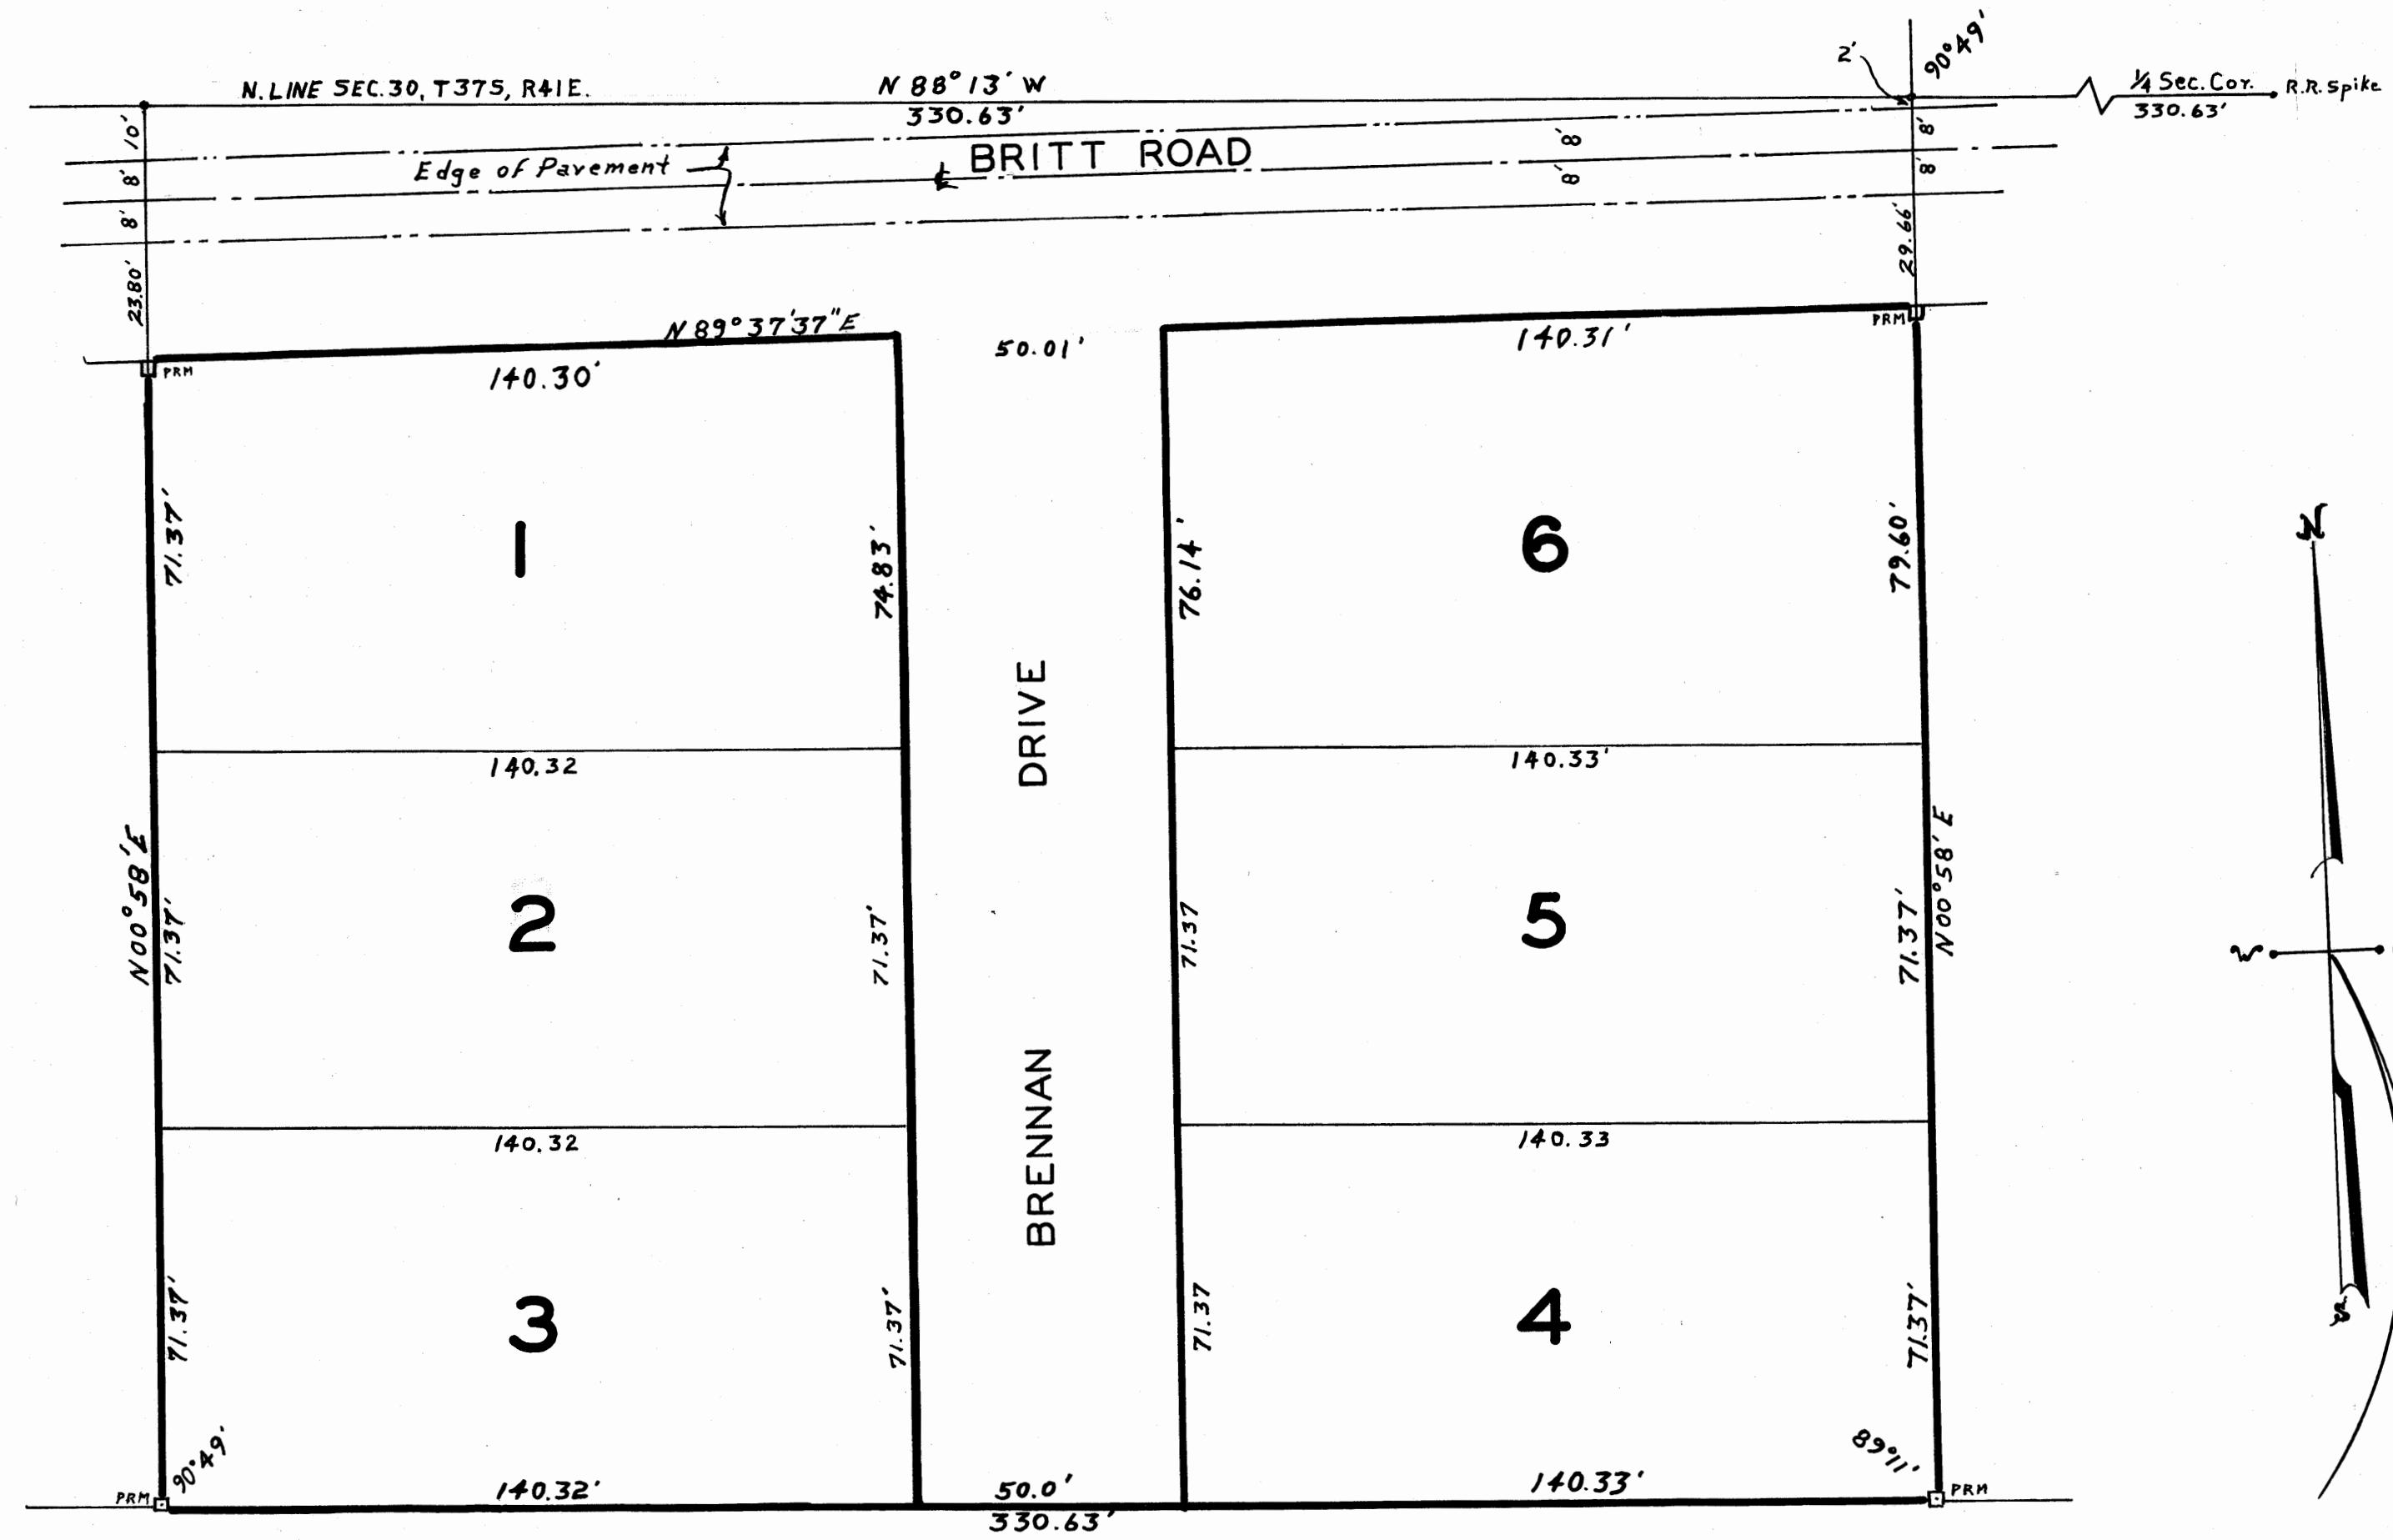 N. LINE SEC. 30, T37S, R41E.
N 88° 13' W
330.63'
2'
90°49'
1/4 Sec. Cor.
R.R. Spike
330.63'
10'
8'
8'
23.80'
Edge of Pavement
℄
BRITT ROAD
8'
8'
8'
8'
29.66'
N 89° 37' 37" E
PRM
140.30'
50.01'
140.31'
PRM
71.37'
1
74.83'
76.14'
6
79.60'
N
140.32
DRIVE
140.33'
N00°58'E
71.37'
2
71.37'
71.37
5
71.37'
N00°58'E
W
140.32
BRENNAN
140.33
71.37'
3
71.37'
71.37
4
71.37'
S
90°49'
89°11'
PRM
140.32'
50.0'
140.33'
PRM
330.63'